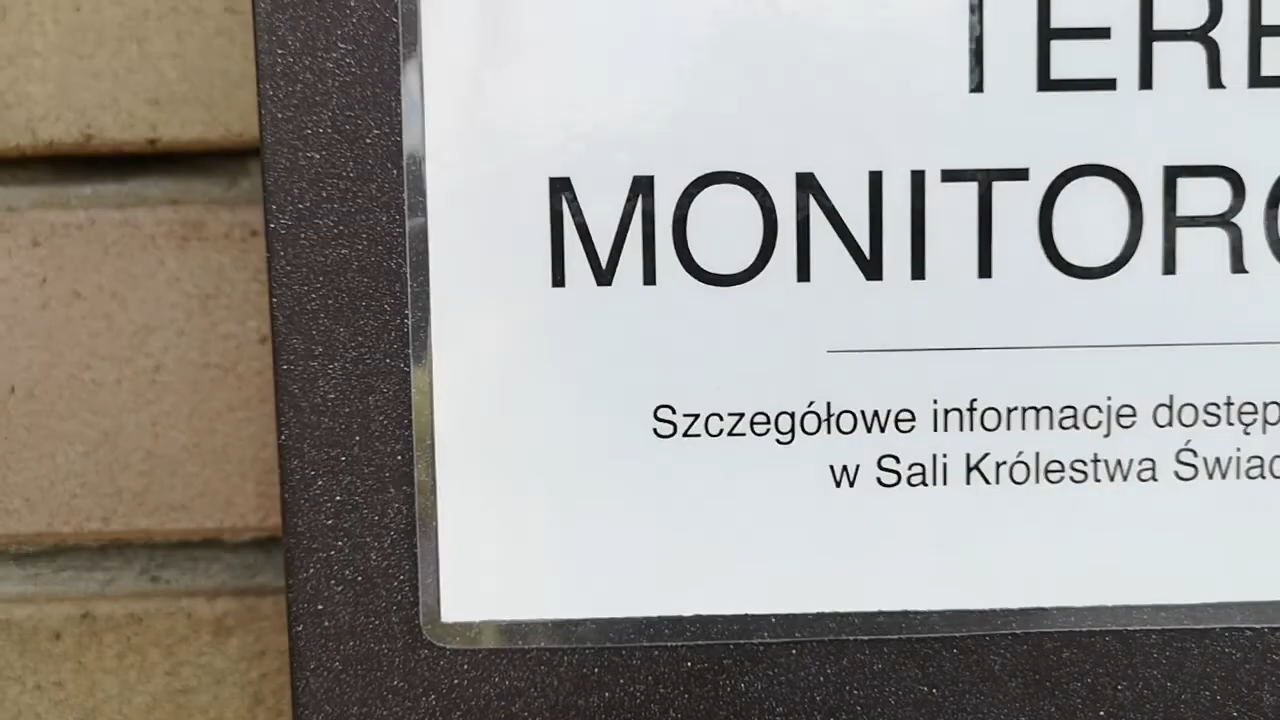 TERE
MONITORO
Szczegółowe informacje dostęp
w Sali Królestwa Świad